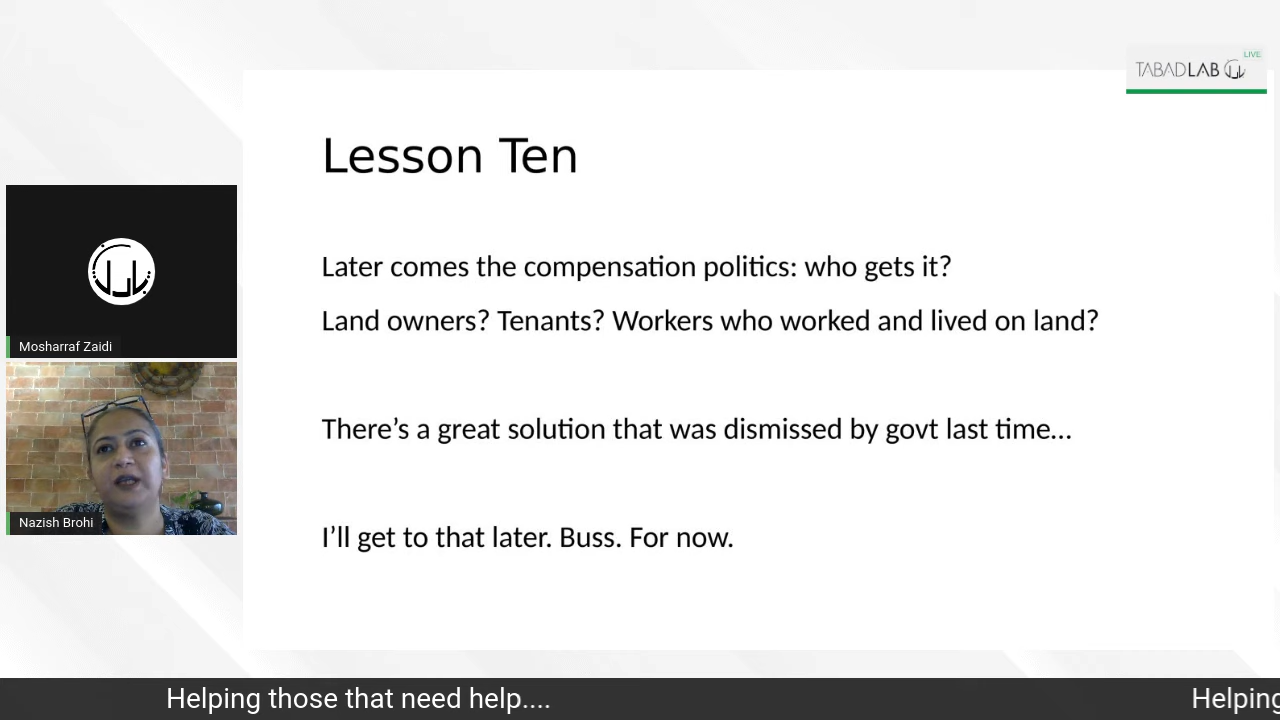 LIVE
TABADLAB
Lesson Ten
Later comes the compensation politics: who gets it?
Land owners? Tenants? Workers who worked and lived on land?
There’s a great solution that was dismissed by govt last time…
I’ll get to that later. Buss. For now.
Mosharraf Zaidi
Nazish Brohi
Helping those that need help....
Helping